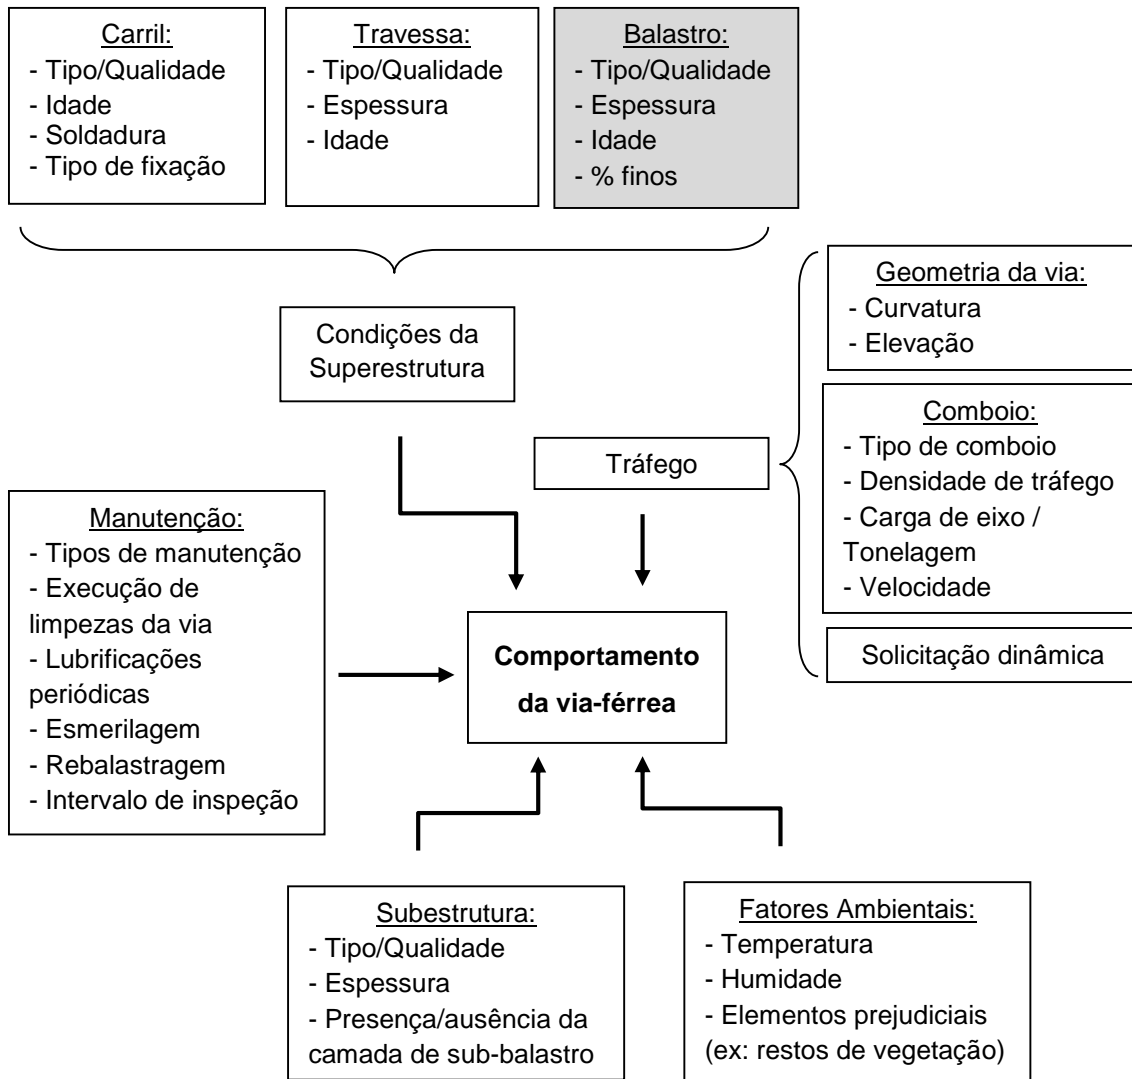 Carril:
- Tipo/Qualidade
- Idade
- Soldadura
- Tipo de fixação
Travessa:
- Tipo/Qualidade
- Espessura
- Idade
Balastro:
- Tipo/Qualidade
- Espessura
- Idade
- % finos
Condições da
Superestrutura
Tráfego
Geometria da via:
- Curvatura
- Elevação
Comboio:
- Tipo de comboio
- Densidade de tráfego
- Carga de eixo /
Tonelagem
- Velocidade
Solicitação dinâmica
Manutenção:
- Tipos de manutenção
- Execução de
limpezas da via
- Lubrificações
periódicas
- Esmerilagem
- Rebalastragem
- Intervalo de inspeção
Comportamento
da via-férrea
Subestrutura:
- Tipo/Qualidade
- Espessura
- Presença/ausência da
camada de sub-balastro
Fatores Ambientais:
- Temperatura
- Humidade
- Elementos prejudiciais
(ex: restos de vegetação)